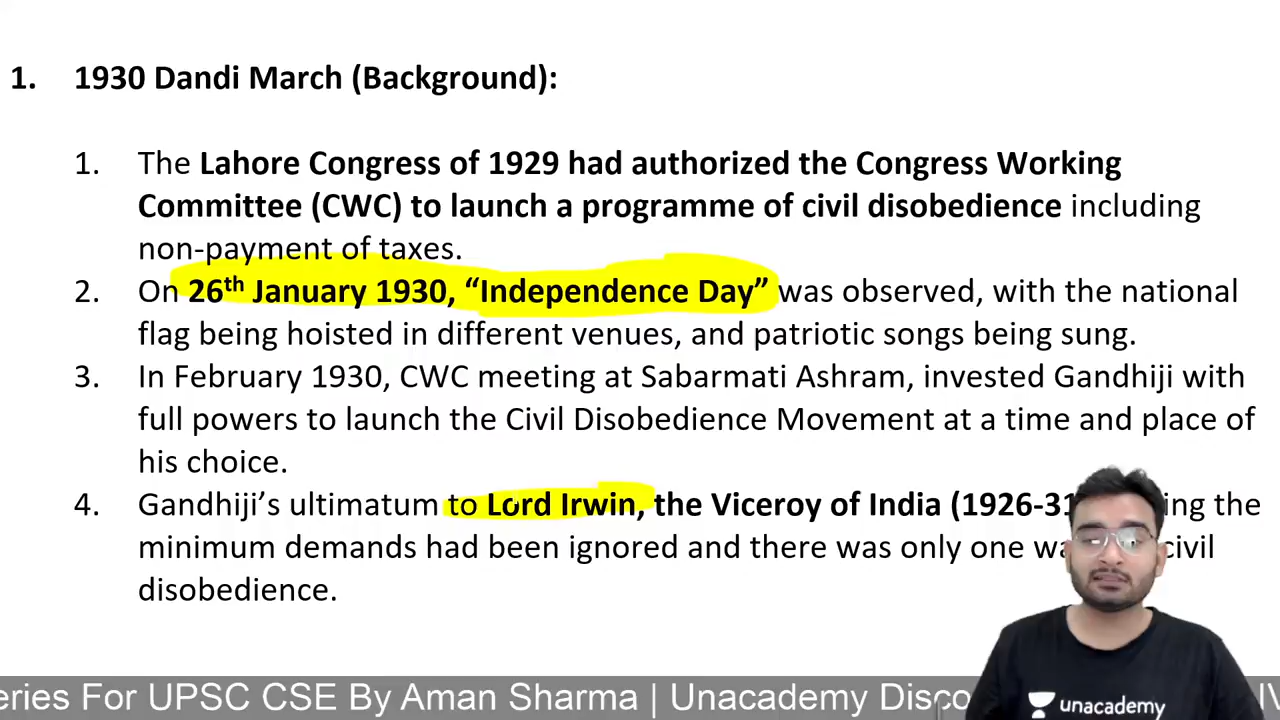 1. 1930 Dandi March (Background):
1. The Lahore Congress of 1929 had authorized the Congress Working
Committee (CWC) to launch a programme of civil disobedience including
non-payment of taxes.
2. On 26th January 1930, “Independence Day” was observed, with the national
flag being hoisted in different venues, and patriotic songs being sung.
3. In February 1930, CWC meeting at Sabarmati Ashram, invested Gandhiji with
full powers to launch the Civil Disobedience Movement at a time and place of
his choice.
4. Gandhiji’s ultimatum to Lord Irwin, the Viceroy of India (1926-31 ing the
minimum demands had been ignored and there was only one wa civil
disobedience.
eries For UPSC CSE By Aman Sharma | Unacademy Disco
unacademy